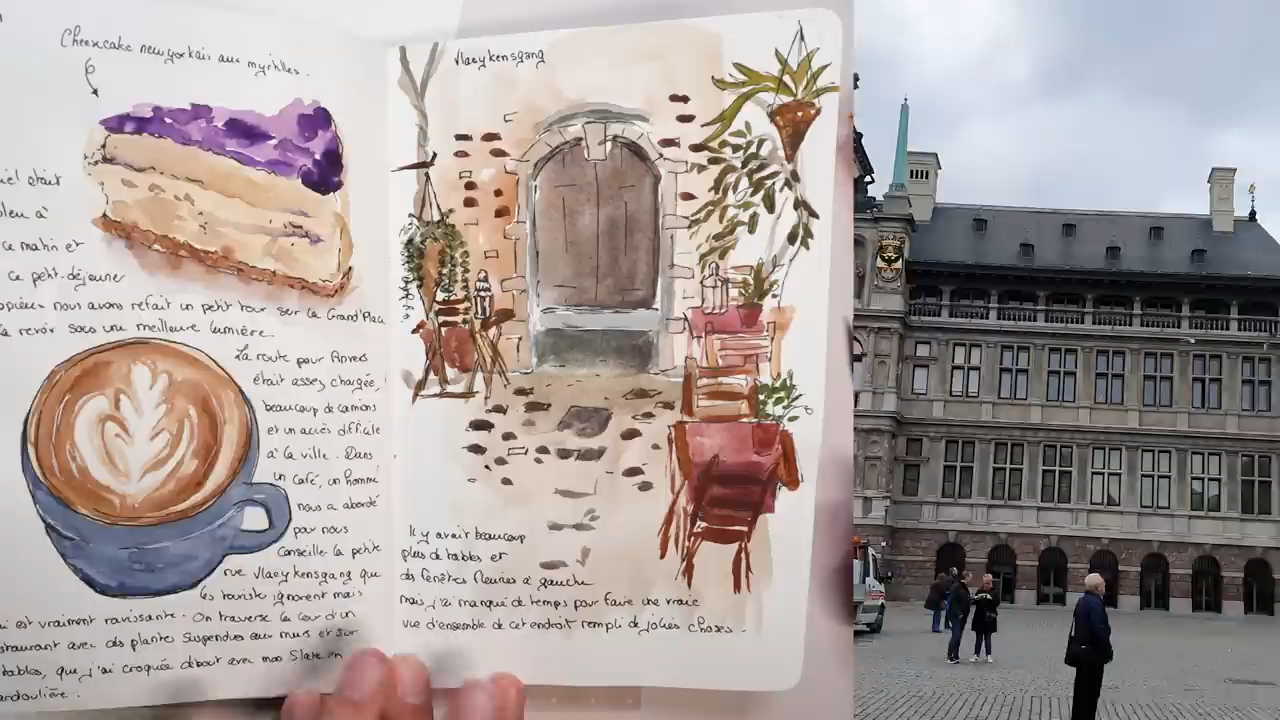 Cheesecake newyorkais aux myrtilles.
ciel était
bleu à
ce matin et
ce petit-déjeuner
nous avons refait un petit tour sur la Grand'Place
la revoir sous une meilleure lumière.
La route pour Anvers
était assez chargée,
beaucoup de camions
et un accès difficile
à la ville. Dans
un café, un homme
nous a abordé
pour nous
conseiller la petite
rue Vlaeykensgang que
les touristes ignorent mais
qui est vraiment ravissante. On traverse la cour d'un
restaurant avec des plantes suspendues aux murs et sur
tables, que j'ai croquée debout avec mon Slate en
bandoulière.
Vlaeykensgang
Il y avait beaucoup
plus de tables et
des fenêtres fleuries à gauche
mais j'ai manqué de temps pour faire une vraie
vue d'ensemble de cet endroit rempli de jolies choses.